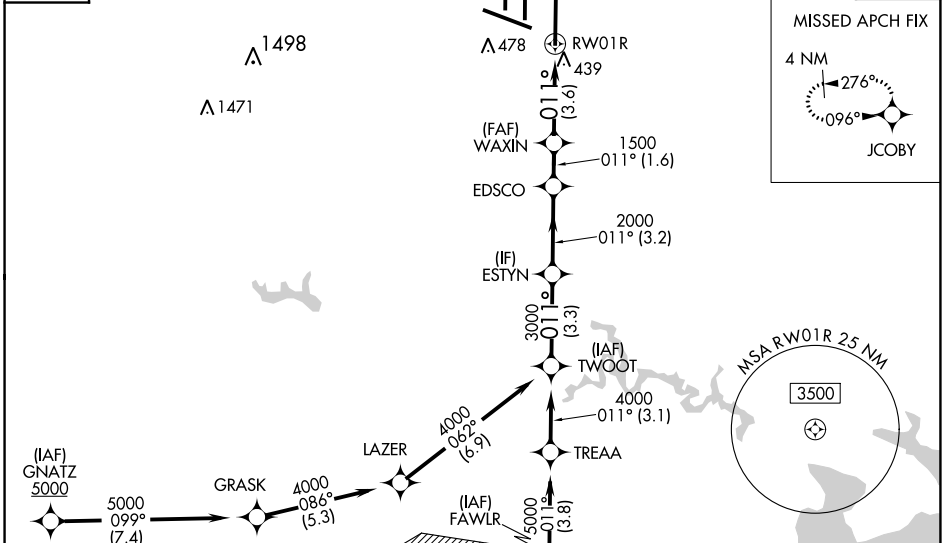 MISSED APCH FIX
4 NM
276°
096°
JCOBY
1498
1471
478
RW01R
439
011°
(3.6)
(FAF)
WAXIN
1500
011° (1.6)
EDSCO
2000
011° (3.2)
(IF)
ESTYN
3000
011°
(3.3)
(IAF)
TWOOT
MSA RW01R 25 NM
3500
4000
011° (3.1)
TREAA
4000
062°
(6.9)
LAZER
(IAF)
GNATZ
5000
5000
099°
(7.4)
GRASK
4000
086°
(5.3)
(IAF)
FAWLR
5000
011°
(3.8)